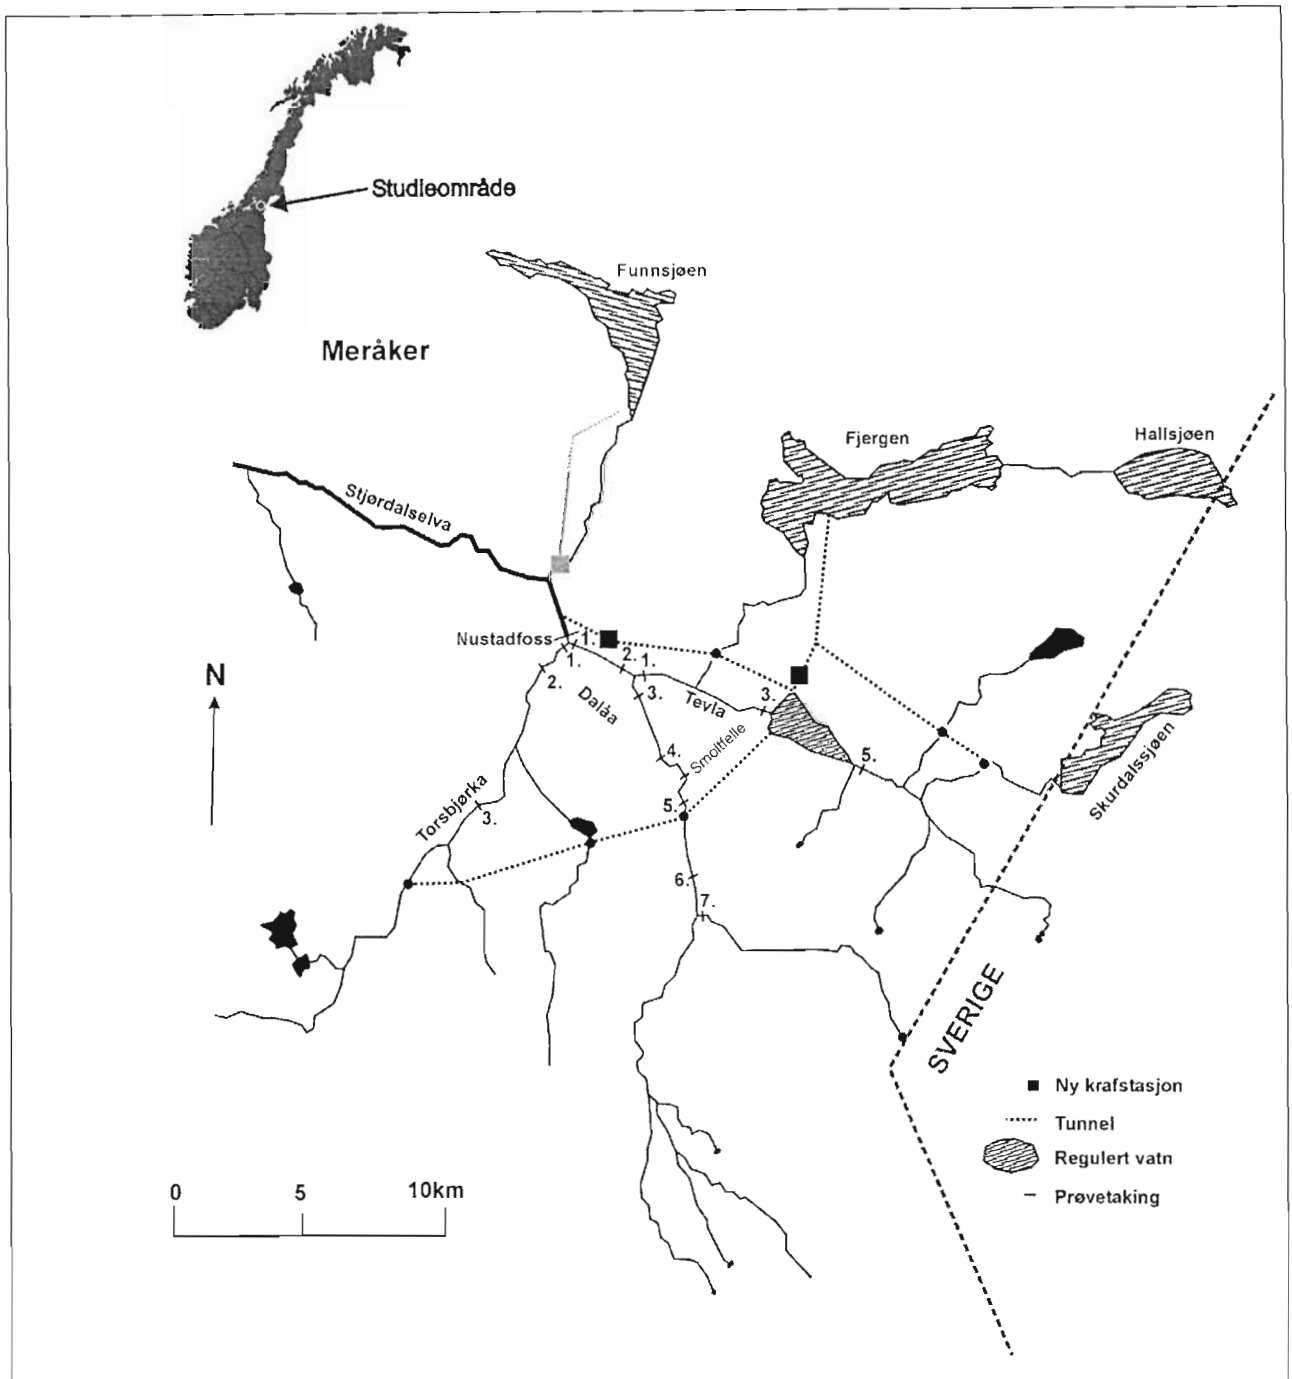 Studieområde
Funnsjøen
Meråker
Fjergen
Hallsjøen
Stjørdalselva
Nustadfoss
1.
1.
2.
2.
1.
3.
N
Dalåa
Tevla
3.
Skurdalssjøen
4.
Smoltfelle
5.
Torsbjørka
3.
5.
6.
7.
SVERIGE
Ny krafstasjon
Tunnel
Regulert vatn
Prøvetaking
0 5 10km